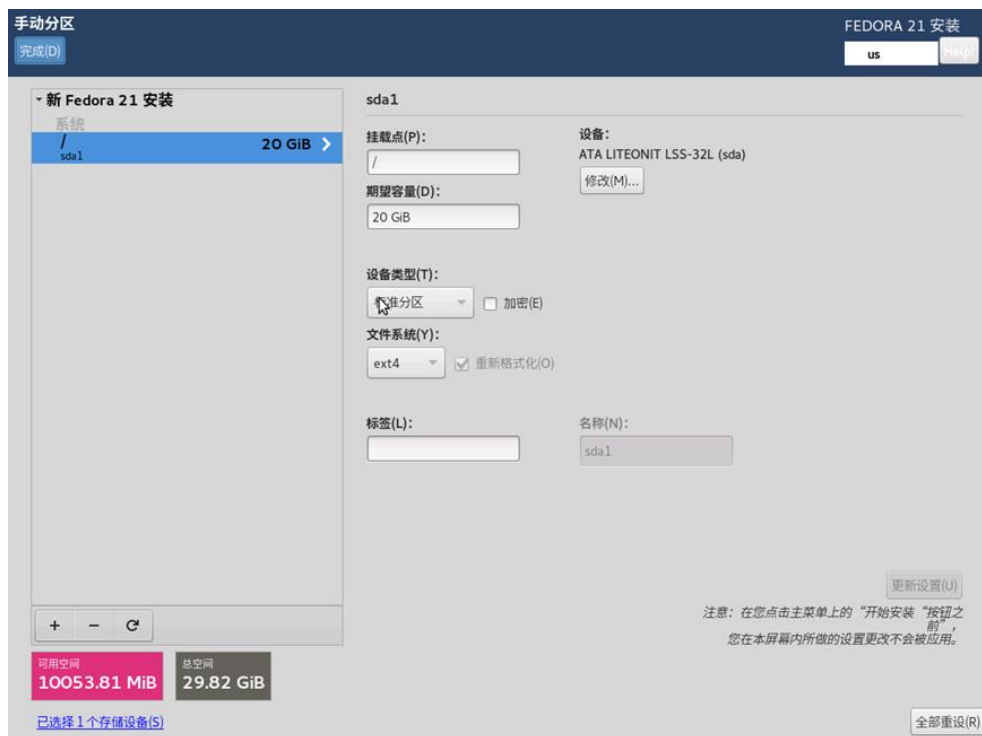 手动分区
FEDORA 21 安装
完成(D)
us
Help!
新 Fedora 21 安装
系统
/
20 GiB
sda1
sda1
挂载点(P):
/
期望容量(D):
20 GiB
设备:
ATA LITEONIT LSS-32L (sda)
修改(M)...
设备类型(T):
标准分区
加密(E)
文件系统(Y):
ext4
重新格式化(O)
标签(L):
名称(N):
sda1
更新设置(U)
注意：在您点击主菜单上的“开始安装“按钮之
前”，
您在本屏幕内所做的设置更改不会被应用。
+ −
可用空间
10053.81 MiB
总空间
29.82 GiB
已选择 1 个存储设备(S)
全部重设(R)